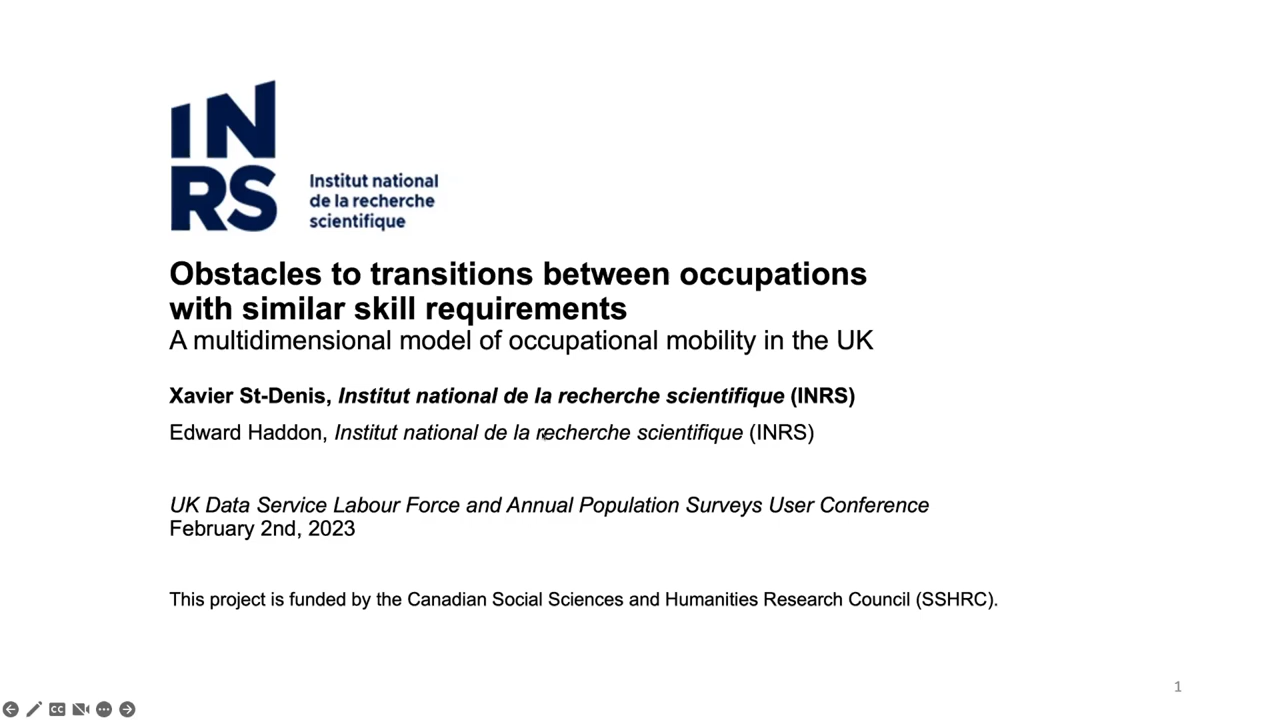 INRS
Institut national
de la recherche
scientifique
Obstacles to transitions between occupations
with similar skill requirements
A multidimensional model of occupational mobility in the UK
Xavier St-Denis, Institut national de la recherche scientifique (INRS)
Edward Haddon, Institut national de la recherche scientifique (INRS)
UK Data Service Labour Force and Annual Population Surveys User Conference
February 2nd, 2023
This project is funded by the Canadian Social Sciences and Humanities Research Council (SSHRC).
1
CC